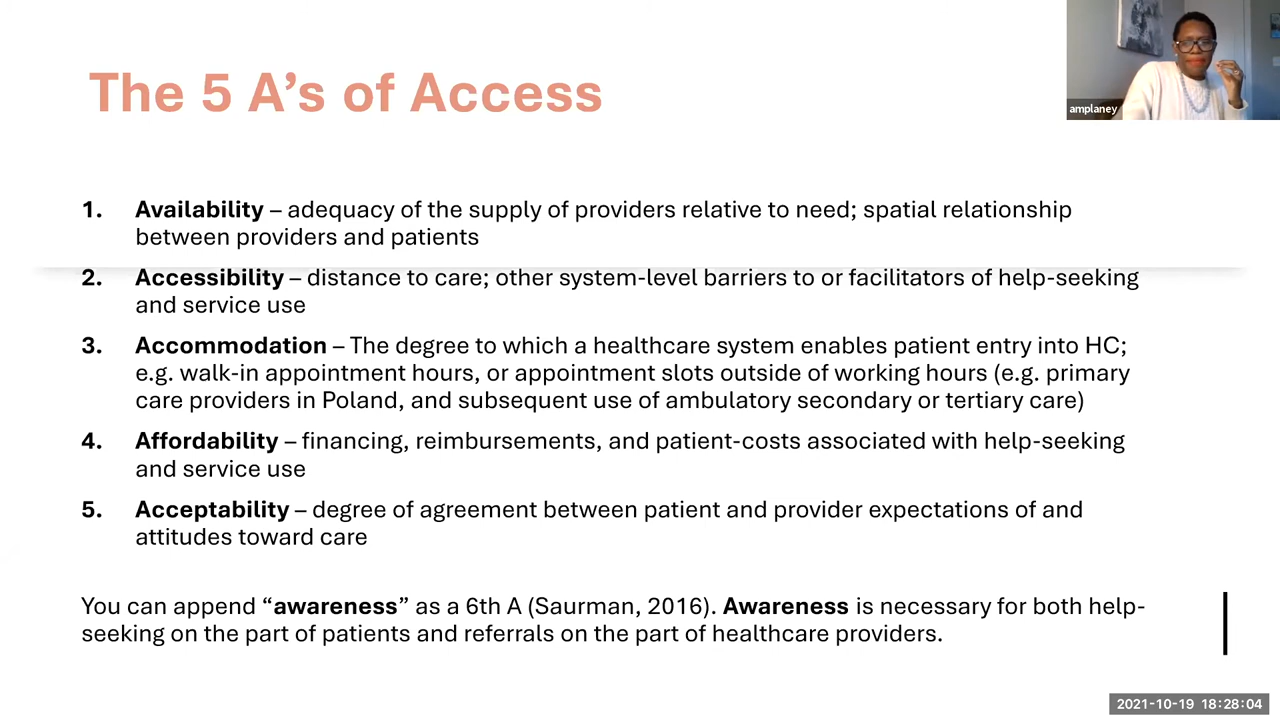 The 5 A’s of Access
amplaney
1. Availability – adequacy of the supply of providers relative to need; spatial relationship
between providers and patients
2. Accessibility – distance to care; other system-level barriers to or facilitators of help-seeking
and service use
3. Accommodation – The degree to which a healthcare system enables patient entry into HC;
e.g. walk-in appointment hours, or appointment slots outside of working hours (e.g. primary
care providers in Poland, and subsequent use of ambulatory secondary or tertiary care)
4. Affordability – financing, reimbursements, and patient-costs associated with help-seeking
and service use
5. Acceptability – degree of agreement between patient and provider expectations of and
attitudes toward care
You can append “awareness” as a 6th A (Saurman, 2016). Awareness is necessary for both help-
seeking on the part of patients and referrals on the part of healthcare providers.
2021-10-19 18:28:04